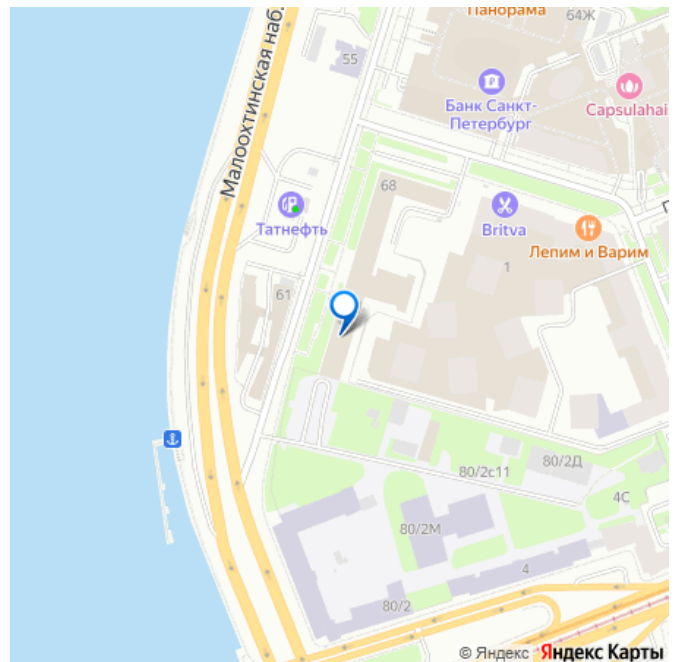 Панорама
64Ж
55
Малоохтинская наб.
Банк Санкт-
Петербург
Capsulahai
68
Татнефть
Britva
Лепим и Варим
1
61
80/2с11
80/2Д
4С
80/2М
4
80/2
© Яндекс Яндекс Карты